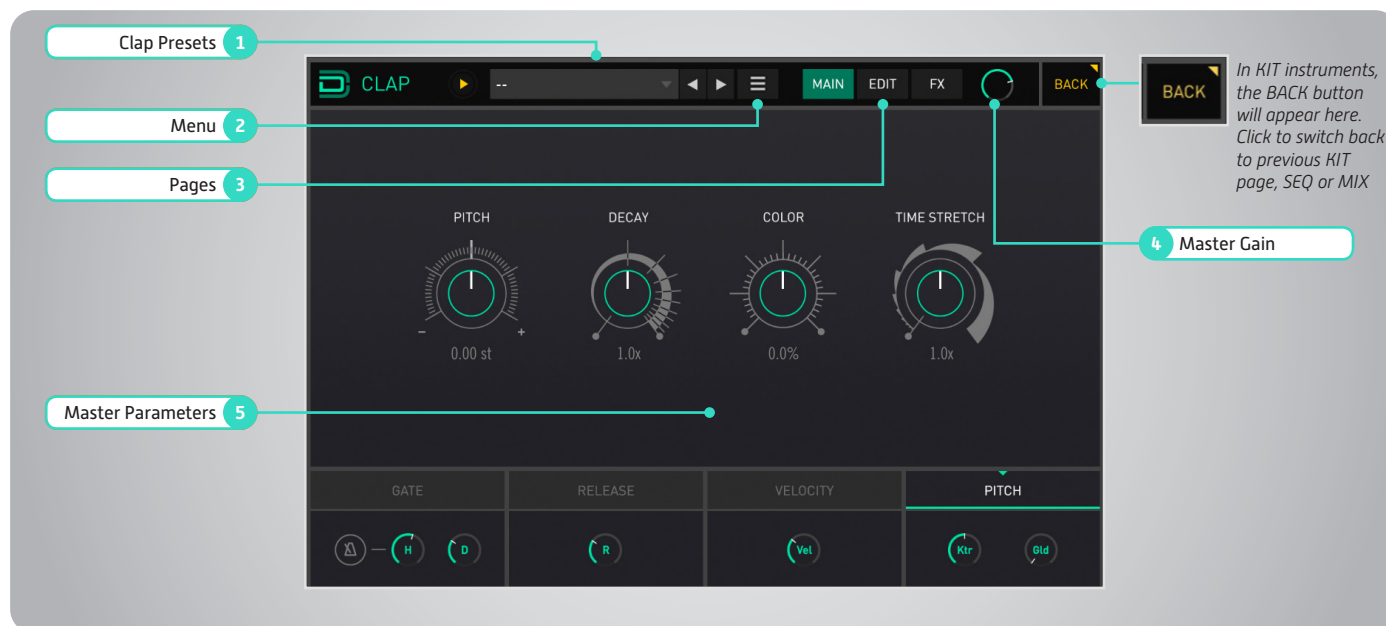 Clap Presets 1
CLAP
--
MAIN EDIT FX
BACK
BACK
In KIT instruments,
the BACK button
will appear here.
Click to switch back
to previous KIT
page, SEQ or MIX
Menu 2
Pages 3
4 Master Gain
PITCH DECAY COLOR TIME STRETCH
- +
0.00 st 1.0x 0.0% 1.0x
Master Parameters 5
GATE RELEASE VELOCITY PITCH
H D R Vel Ktr Gld